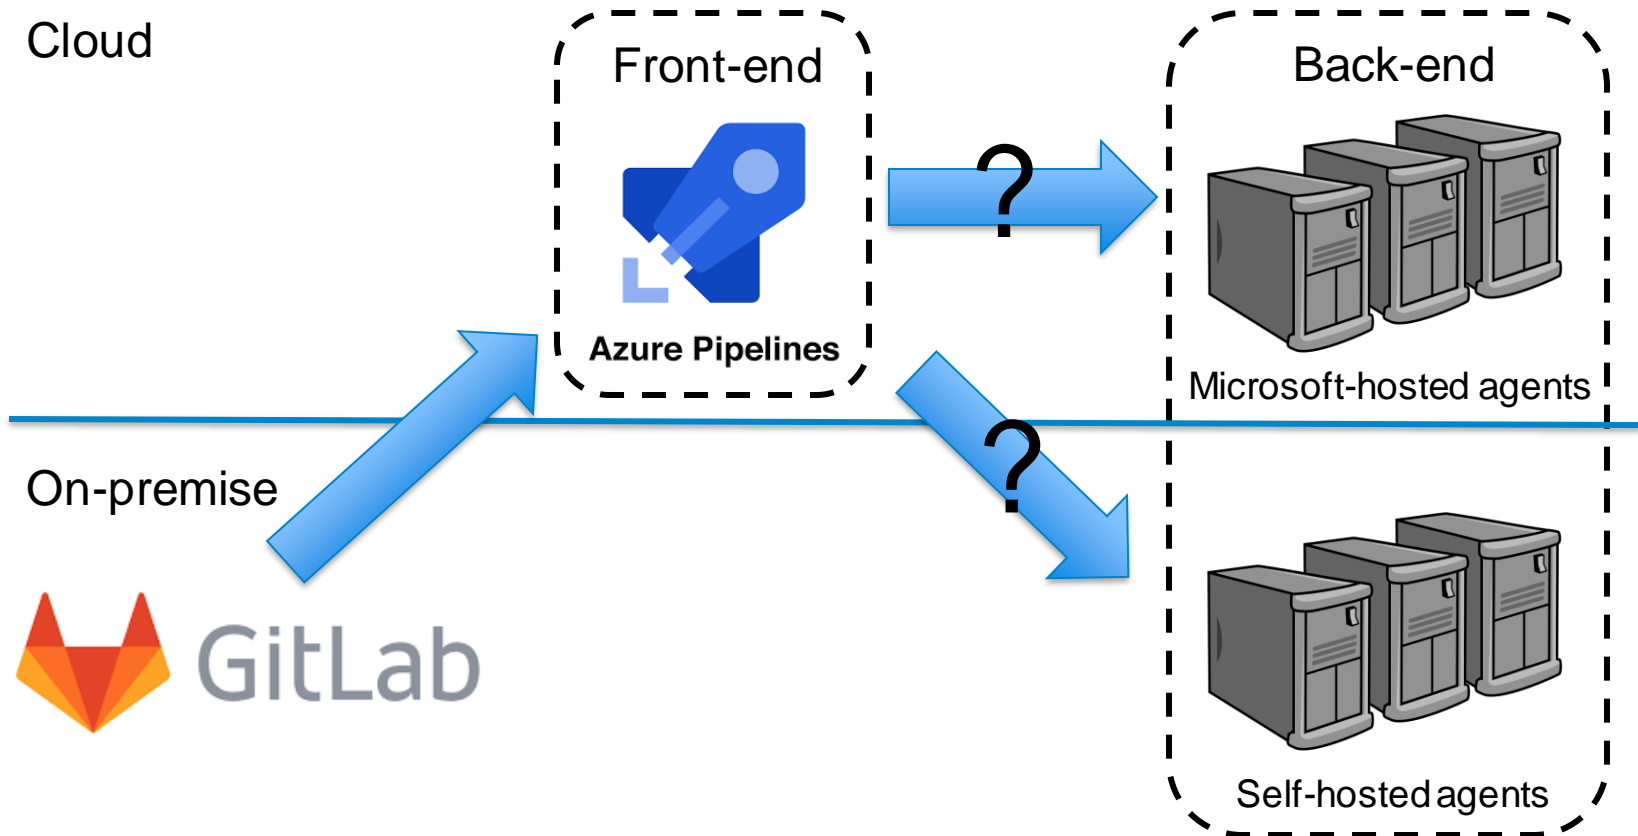 Cloud
Front-end
Back-end
?
Azure Pipelines
Microsoft-hosted agents
?
On-premise
GitLab
Self-hosted agents